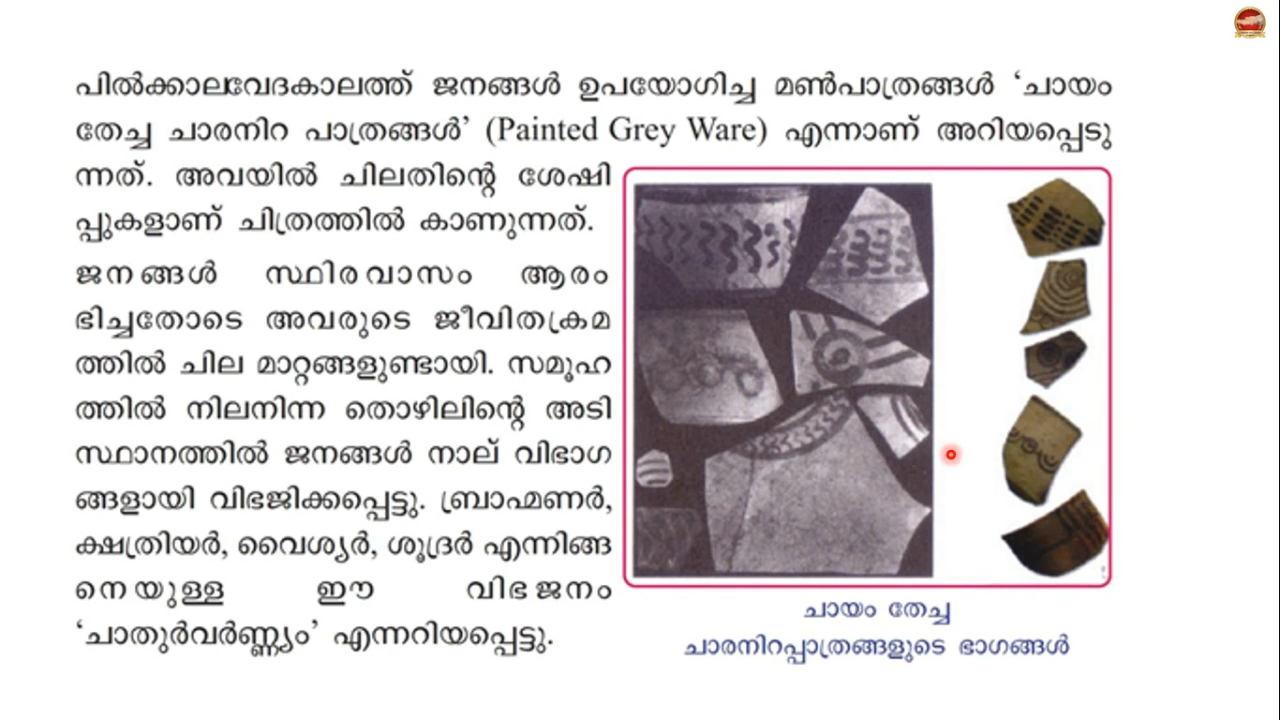 പിൽക്കാലവേദകാലത്ത് ജനങ്ങൾ ഉപയോഗിച്ച മൺപാത്രങ്ങൾ ‘ചായം
തേച്ച ചാരനിറ പാത്രങ്ങൾ’ (Painted Grey Ware) എന്നാണ് അറിയപ്പെടു
ന്നത്. അവയിൽ ചിലതിന്റെ ശേഷി
പ്പുകളാണ് ചിത്രത്തിൽ കാണുന്നത്.
ജനങ്ങൾ സ്ഥിരവാസം ആരം
ഭിച്ചതോടെ അവരുടെ ജീവിതക്രമ
ത്തിൽ ചില മാറ്റങ്ങളുണ്ടായി. സമൂഹ
ത്തിൽ നിലനിന്ന തൊഴിലിന്റെ അടി
സ്ഥാനത്തിൽ ജനങ്ങൾ നാല് വിഭാഗ
ങ്ങളായി വിഭജിക്കപ്പെട്ടു. ബ്രാഹ്മണർ,
ക്ഷത്രിയർ, വൈശ്യർ, ശൂദ്രർ എന്നിങ്ങ
നെയുള്ള ഈ വിഭജനം
‘ചാതുർവർണ്ണ്യം’ എന്നറിയപ്പെട്ടു.
ചായം തേച്ച
ചാരനിറപ്പാത്രങ്ങളുടെ ഭാഗങ്ങൾ